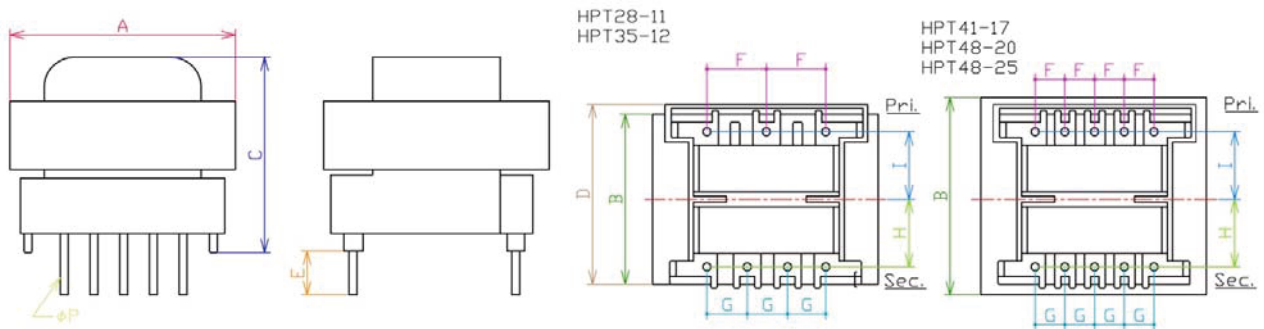 A
C
E
φP
HPT28-11
HPT35-12
F F
Pri.
D
B
I
H
Sec.
G G G
HPT41-17
HPT48-20
HPT48-25
F F F F
Pri.
B
I
H
Sec.
G G G G